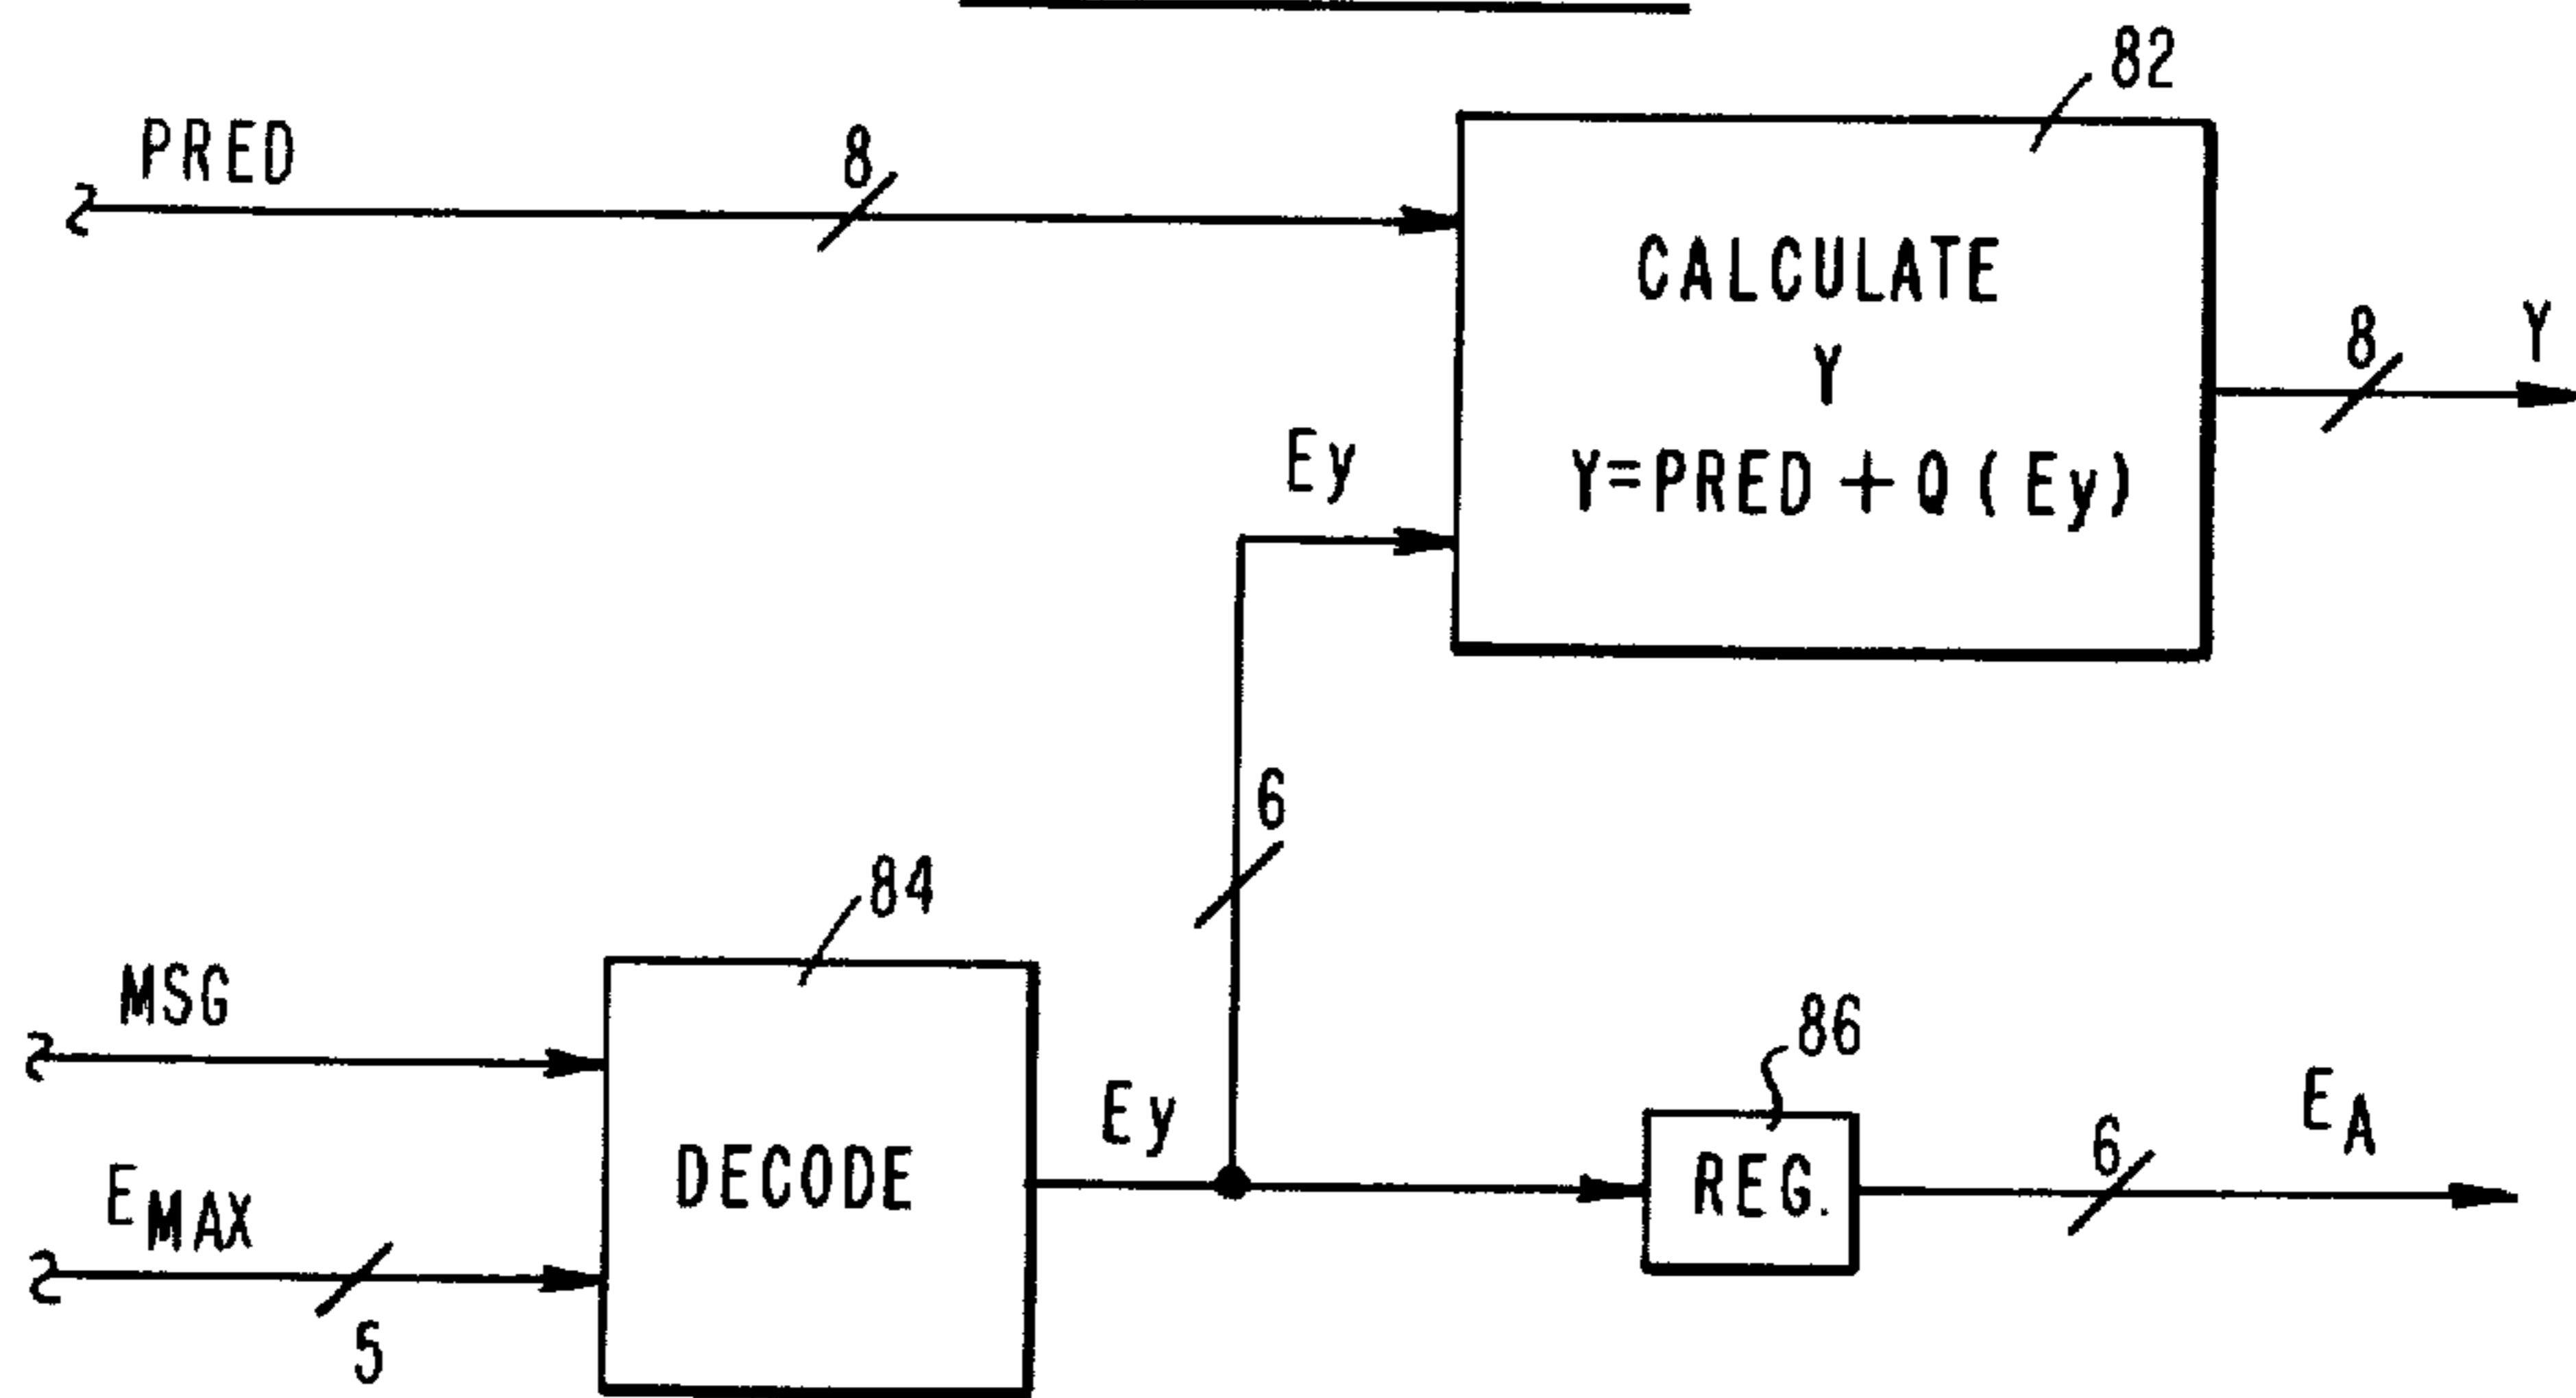 82
PRED
8
CALCULATE
Y
Y=PRED + Q (Ey)
8
Y
Ey
6
84
MSG
EMAX
5
DECODE
Ey
86
REG.
6
EA